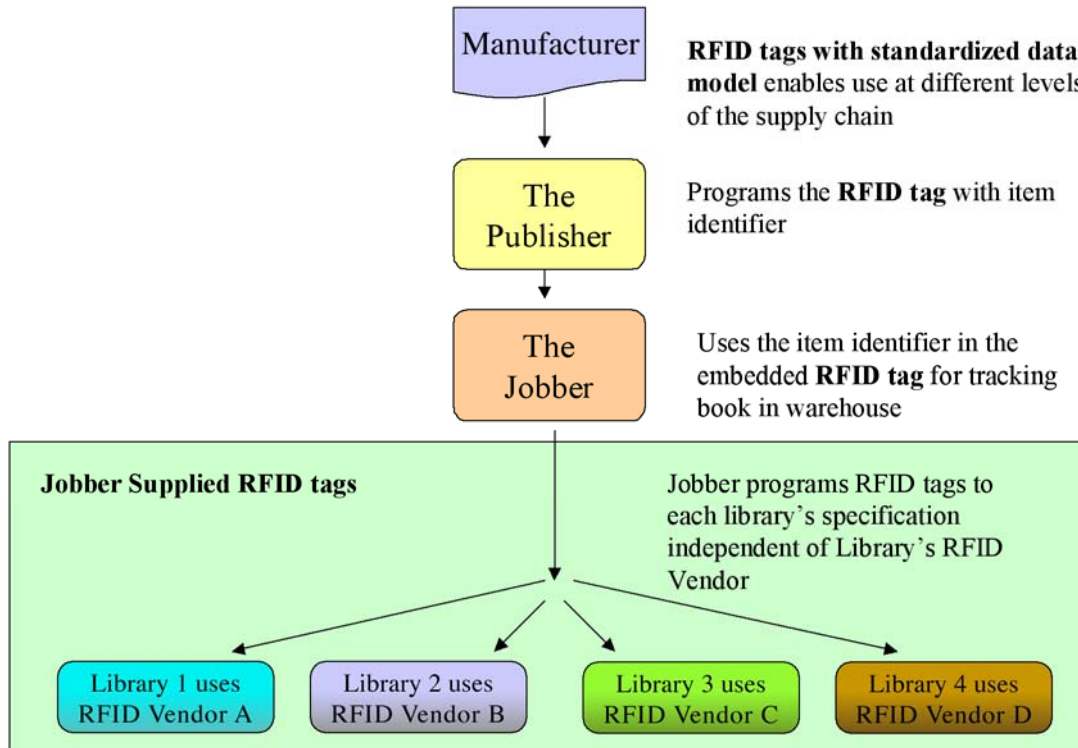 Manufacturer
RFID tags with standardized data
model enables use at different levels
of the supply chain
The
Publisher
Programs the RFID tag with item
identifier
The
Jobber
Uses the item identifier in the
embedded RFID tag for tracking
book in warehouse
Jobber Supplied RFID tags
Jobber programs RFID tags to
each library’s specification
independent of Library’s RFID
Vendor
Library 1 uses
RFID Vendor A
Library 2 uses
RFID Vendor B
Library 3 uses
RFID Vendor C
Library 4 uses
RFID Vendor D